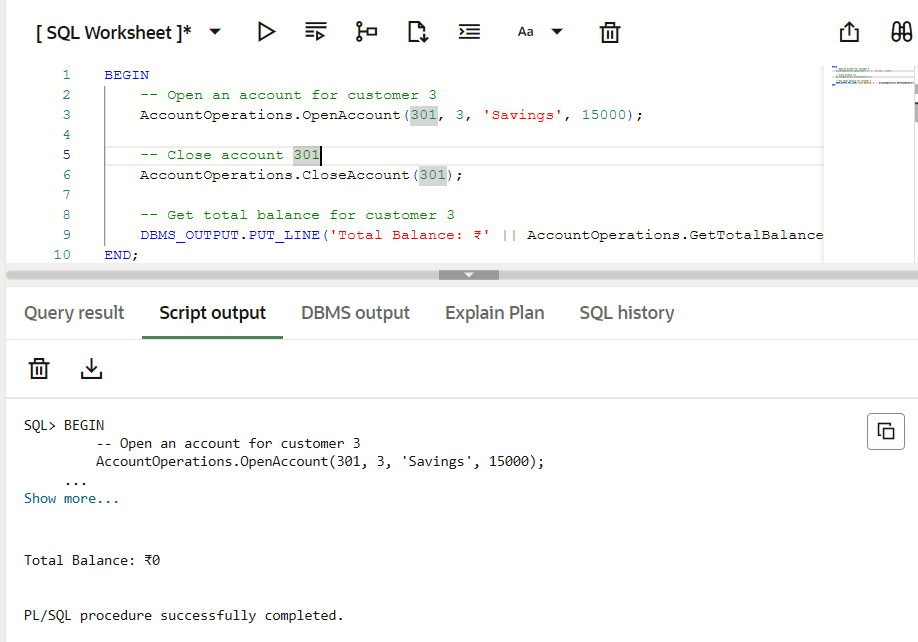 [ SQL Worksheet ]*
Aa
1 BEGIN
2 -- Open an account for customer 3
3 AccountOperations.OpenAccount(301, 3, 'Savings', 15000);
4
5 -- Close account 301
6 AccountOperations.CloseAccount(301);
7
8 -- Get total balance for customer 3
9 DBMS_OUTPUT.PUT_LINE('Total Balance: ₹' || AccountOperations.GetTotalBalance
10 END;
Query result Script output DBMS output Explain Plan SQL history
SQL> BEGIN
-- Open an account for customer 3
AccountOperations.OpenAccount(301, 3, 'Savings', 15000);
...
Show more...
Total Balance: ₹0
PL/SQL procedure successfully completed.